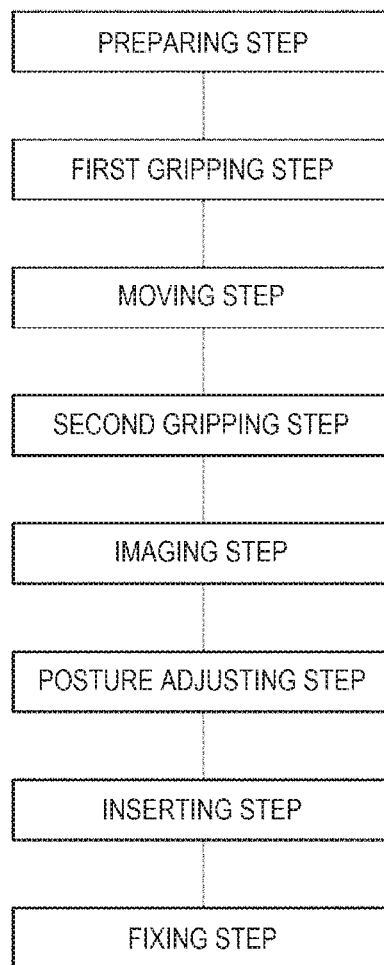 PREPARING STEP
FIRST GRIPPING STEP
MOVING STEP
SECOND GRIPPING STEP
IMAGING STEP
POSTURE ADJUSTING STEP
INSERTING STEP
FIXING STEP